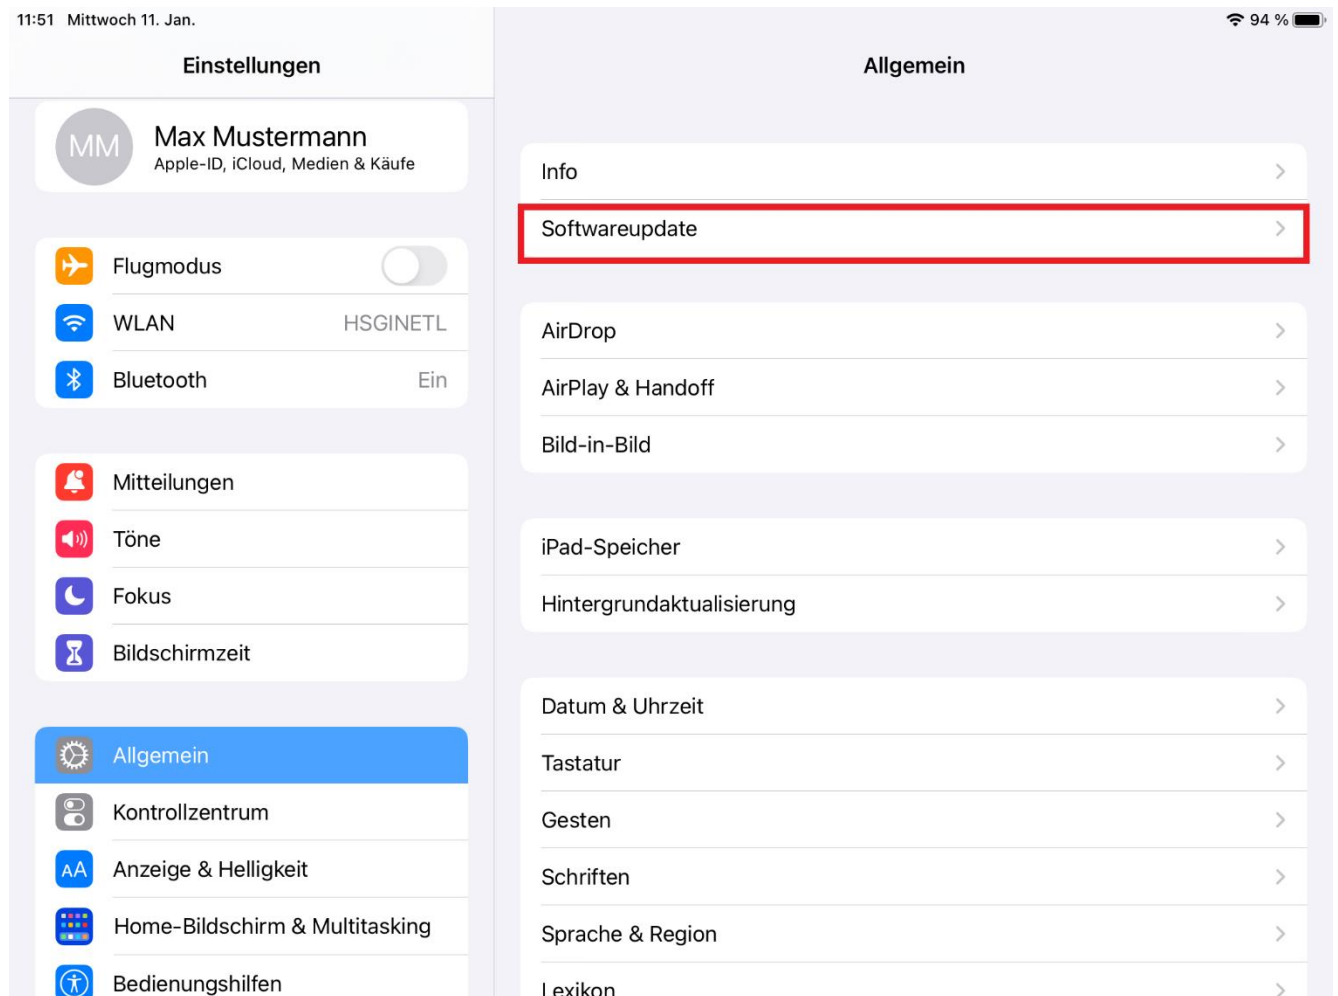 11:51 Mittwoch 11. Jan.
94 %
Einstellungen
MM
Max Mustermann
Apple-ID, iCloud, Medien & Käufe
Flugmodus
WLAN HSGINETL
Bluetooth Ein
Mitteilungen
Töne
Fokus
Bildschirmzeit
Allgemein
Kontrollzentrum
AA
Anzeige & Helligkeit
Home-Bildschirm & Multitasking
Bedienungshilfen
Allgemein
Info
Softwareupdate
AirDrop
AirPlay & Handoff
Bild-in-Bild
iPad-Speicher
Hintergrundaktualisierung
Datum & Uhrzeit
Tastatur
Gesten
Schriften
Sprache & Region
Lexikon